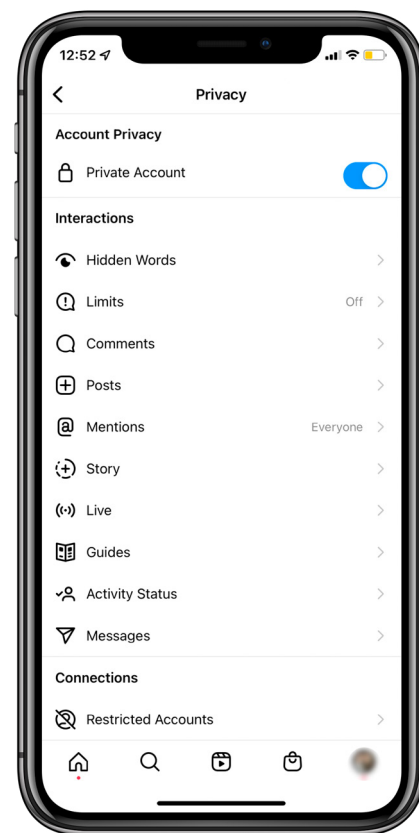 12:52
Privacy
Account Privacy
Private Account
Interactions
Hidden Words
Limits Off
Comments
Posts
Mentions Everyone
Story
Live
Guides
Activity Status
Messages
Connections
Restricted Accounts